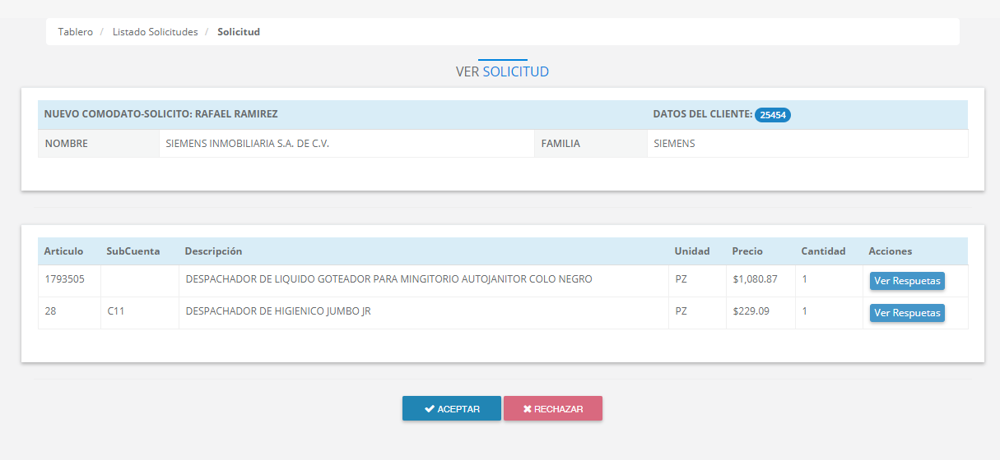 Tablero / Listado Solicitudes / Solicitud
VER SOLICITUD
NUEVO COMODATO-SOLICITO: RAFAEL RAMIREZ DATOS DEL CLIENTE: 25454
NOMBRE SIEMENS INMOBILIARIA S.A. DE C.V. FAMILIA SIEMENS
Articulo SubCuenta Descripción Unidad Precio Cantidad Acciones
1793505 DESPACHADOR DE LIQUIDO GOTEADOR PARA MINGITORIO AUTOJANITOR COLO NEGRO PZ $1,080.87 1 Ver Respuetas
28 C11 DESPACHADOR DE HIGIENICO JUMBO JR PZ $229.09 1 Ver Respuetas
ACEPTAR RECHAZAR